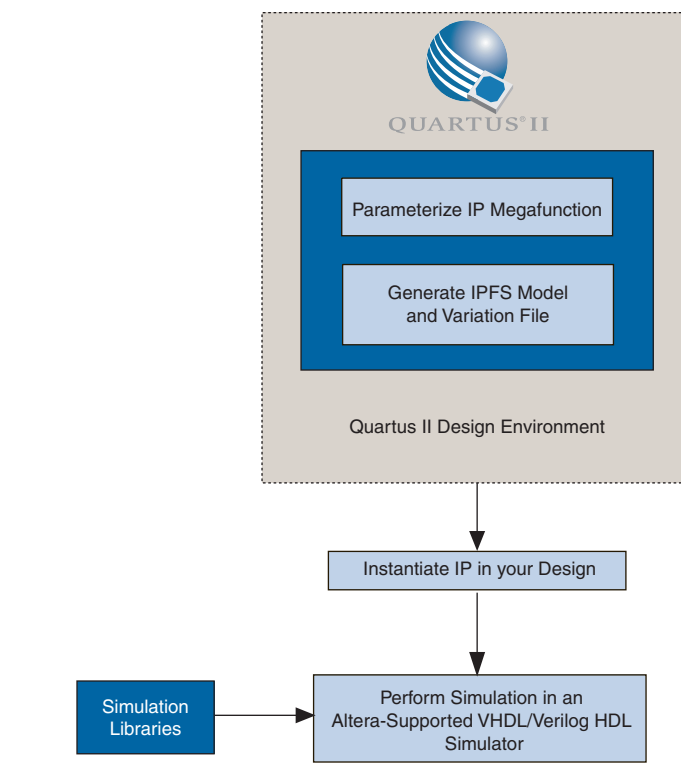 QUARTUS® II
Parameterize IP Megafunction
Generate IPFS Model
and Variation File
Quartus II Design Environment
Instantiate IP in your Design
Simulation
Libraries
Perform Simulation in an
Altera-Supported VHDL/Verilog HDL
Simulator